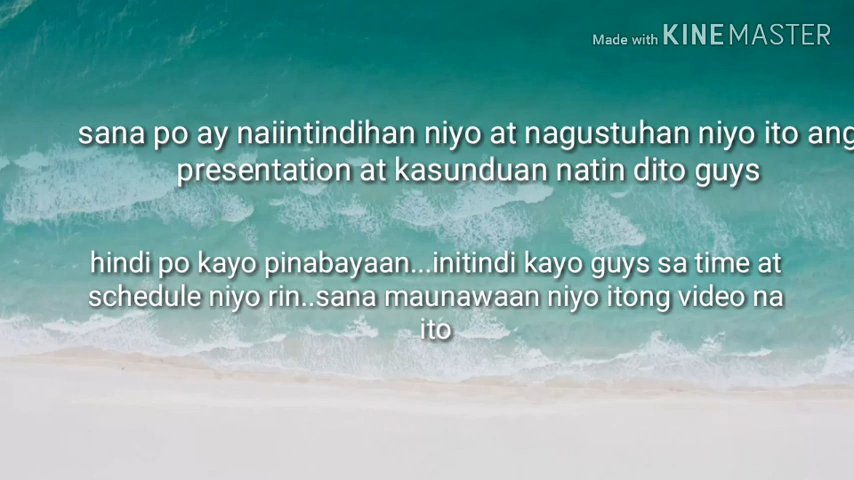 Made with KINEMASTER
sana po ay naiintindihan niyo at nagustuhan niyo ito ang
presentation at kasunduan natin dito guys
hindi po kayo pinabayaan...initindi kayo guys sa time at
schedule niyo rin..sana maunawaan niyo itong video na
ito